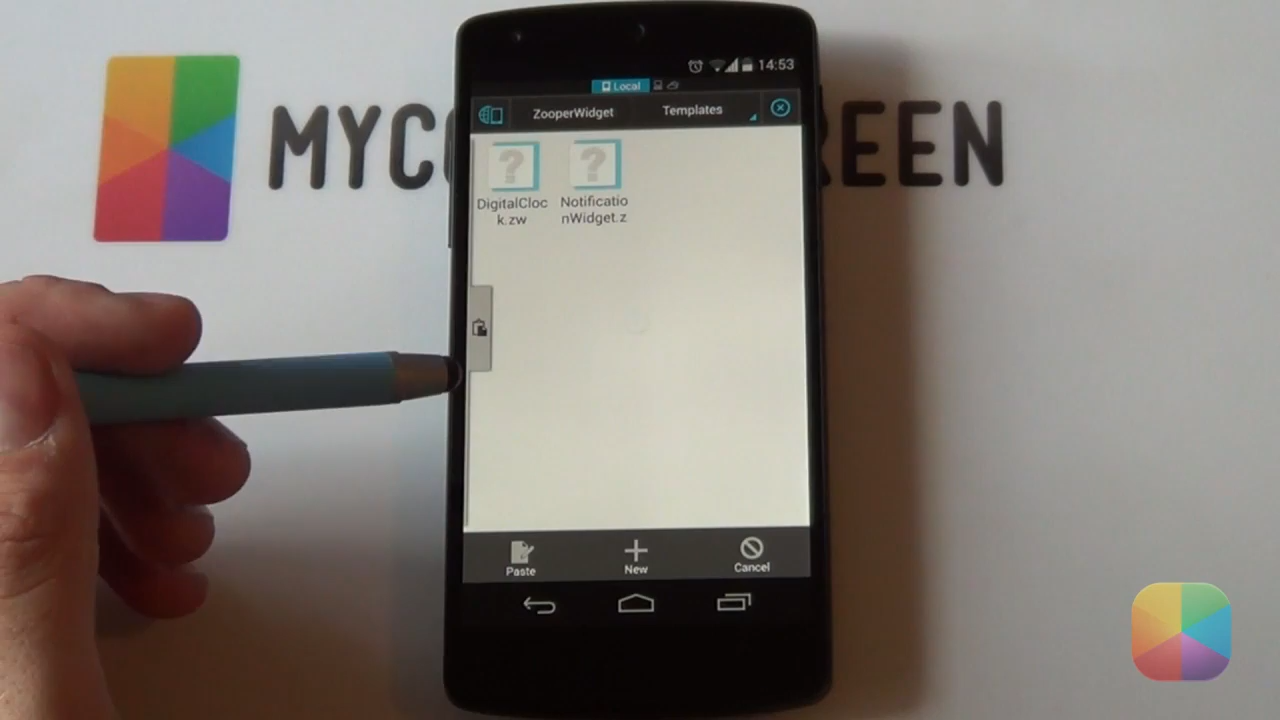 MYC REEN
14:53
Local
ZooperWidget Templates
?
?
DigitalCloc
k.zw
Notificatio
nWidget.z
Paste
New
Cancel